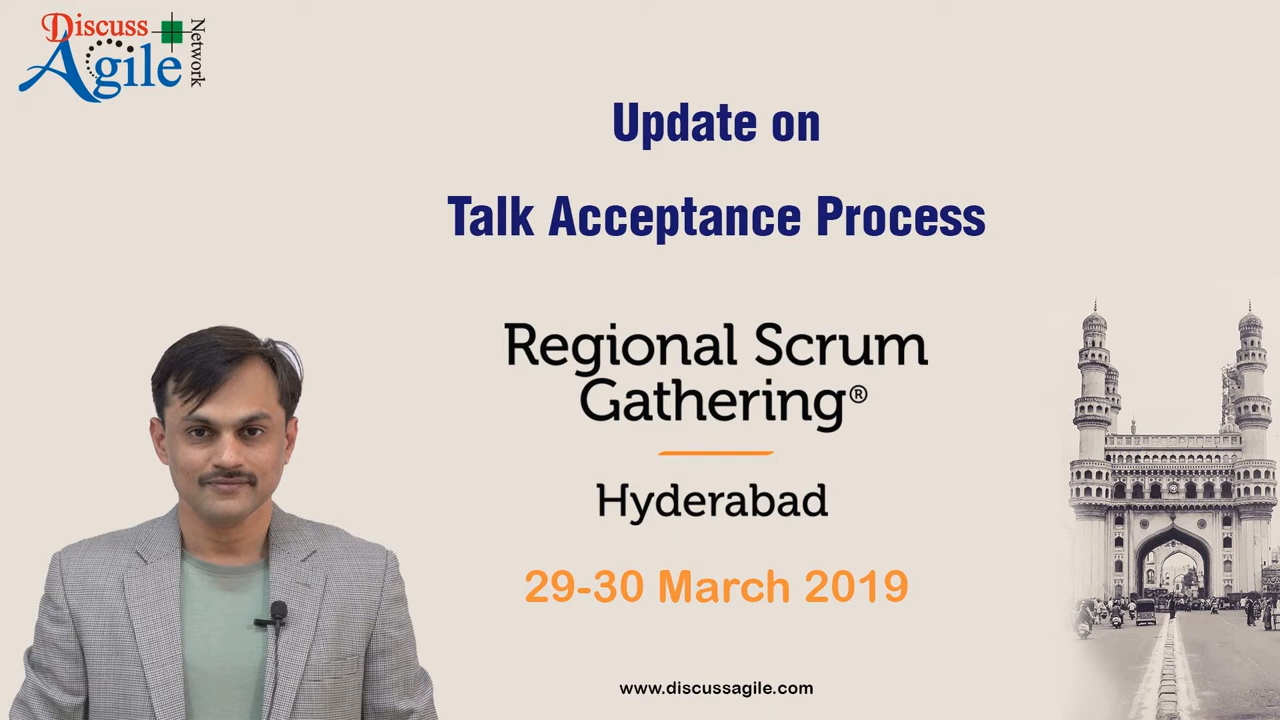 Discuss
Agile
Network
Update on
Talk Acceptance Process
Regional Scrum
Gathering®
Hyderabad
29-30 March 2019
www.discussagile.com